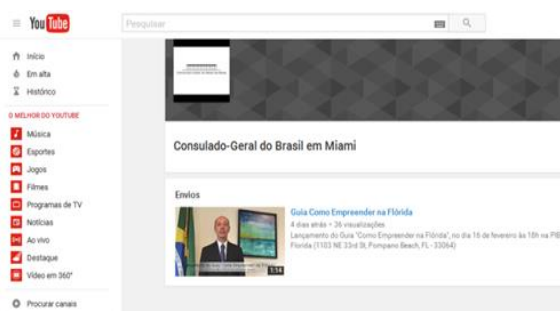 YouTube
Pesquisar
Início
Em alta
Histórico
O MELHOR DO YOUTUBE
Música
Esportes
Jogos
Filmes
Programas de TV
Notícias
Ao vivo
Destaque
Vídeo em 360°
Procurar canais
Consulado-Geral do Brasil em Miami
Envios
Guia Como Empreender na Flórida
4 dias atrás • 26 visualizações
Lançamento do Guia "Como Empreender na Flórida", no dia 16 de fevereiro às 18h na PIB
Florida (1103 NE 33rd St, Pompano Beach, FL - 33064)
1:14